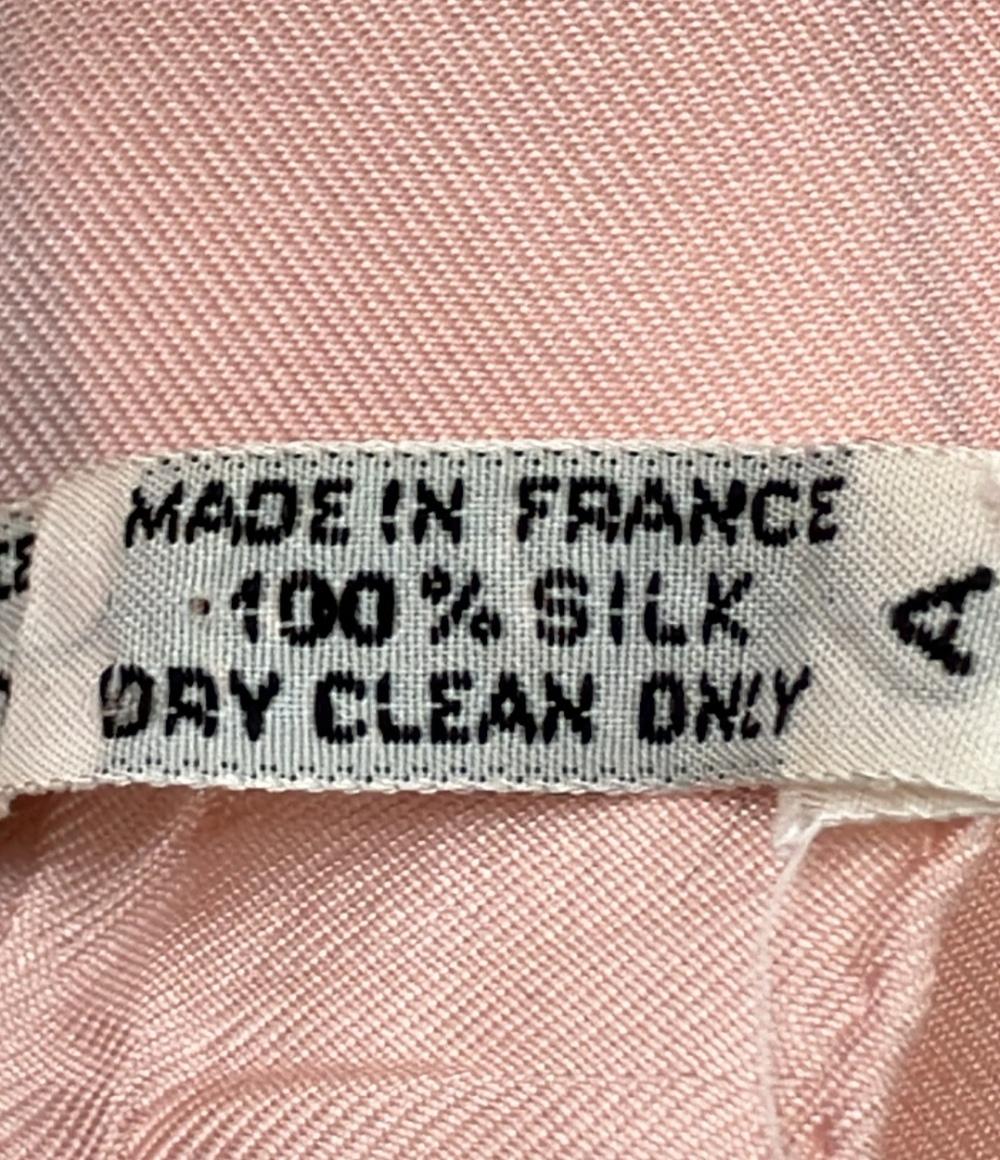 MADE IN FRANCE
100% SILK
DRY CLEAN ONLY
A